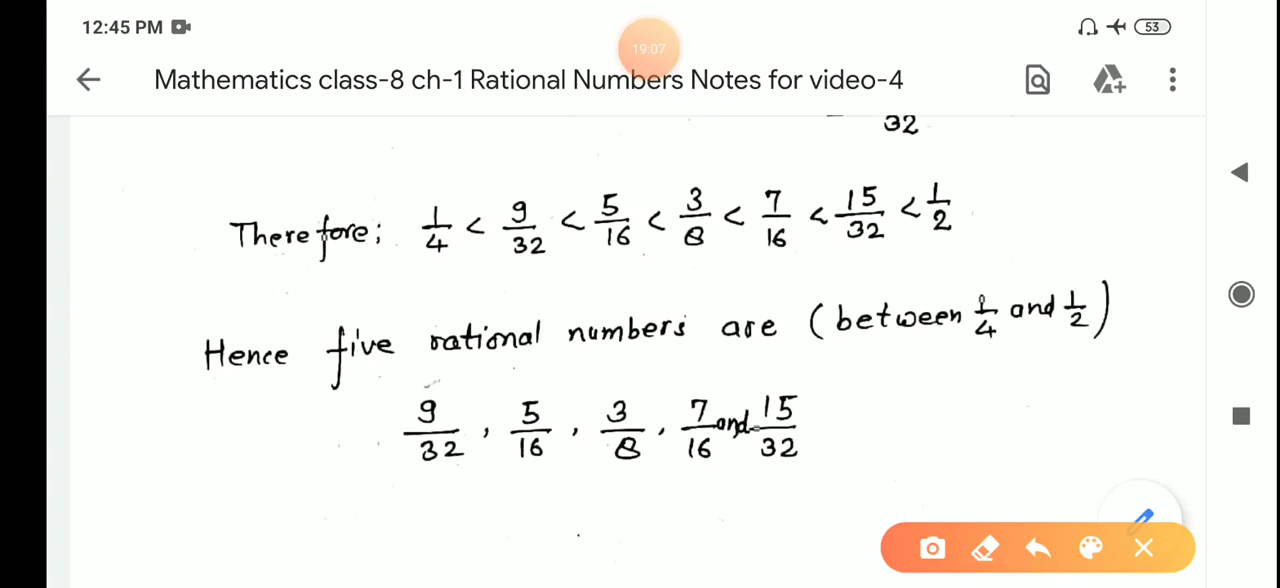 12:45 PM 53
19:07
Mathematics class-8 ch-1 Rational Numbers Notes for video-4
32
Therefore; 1/4 < 9/32 < 5/16 < 3/8 < 7/16 < 15/32 < 1/2
Hence five rational numbers are (between 1/4 and 1/2)
9/32, 5/16, 3/8, 7/16 and 15/32